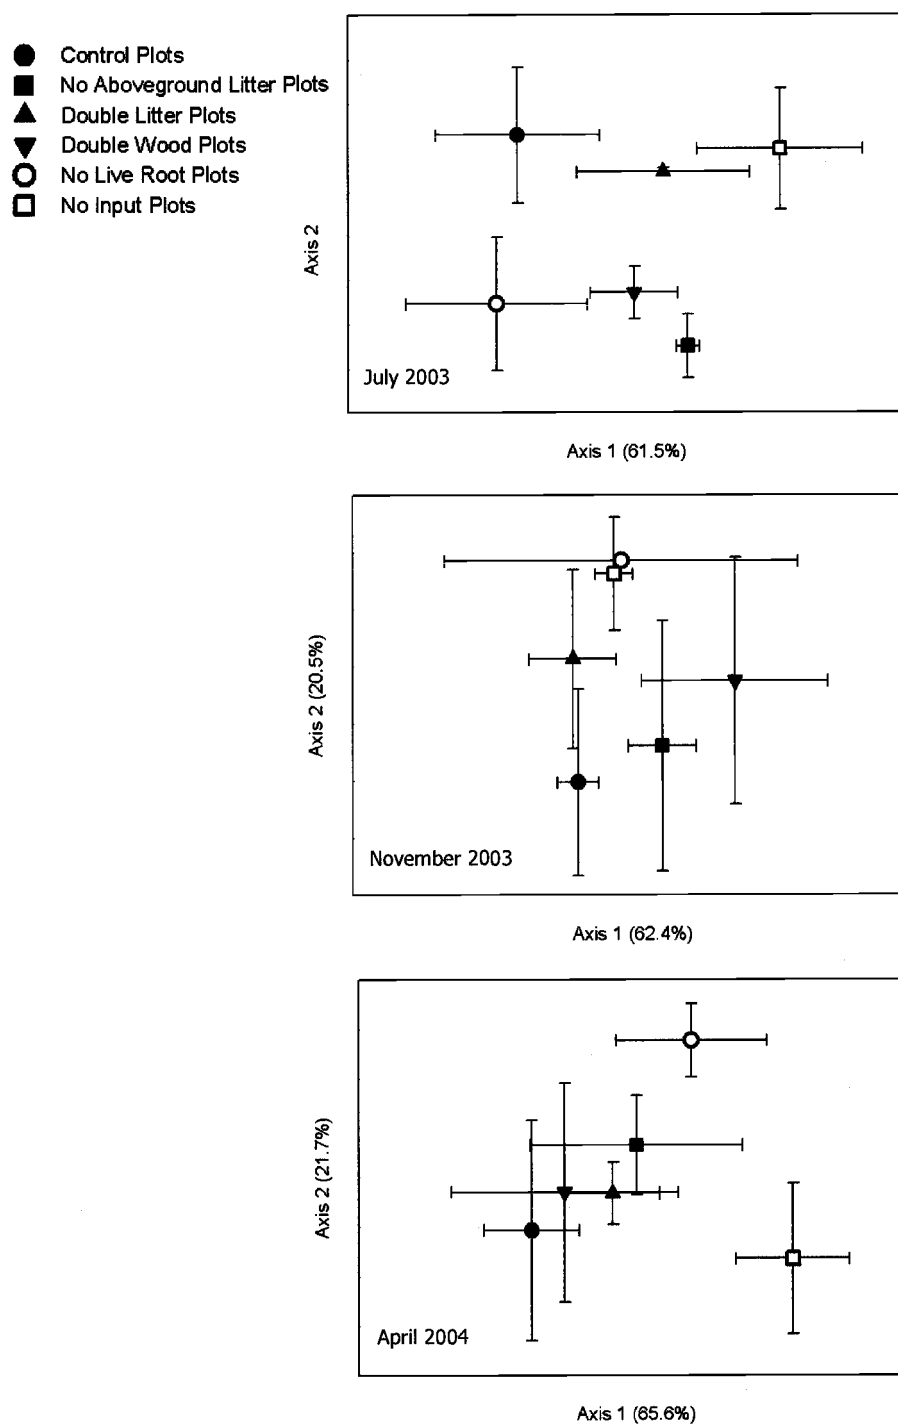 Control Plots
No Aboveground Litter Plots
Double Litter Plots
Double Wood Plots
No Live Root Plots
No Input Plots
Axis 2
July 2003
Axis 1 (61.5%)
Axis 2 (20.5%)
November 2003
Axis 1 (62.4%)
Axis 2 (21.7%)
April 2004
Axis 1 (65.6%)